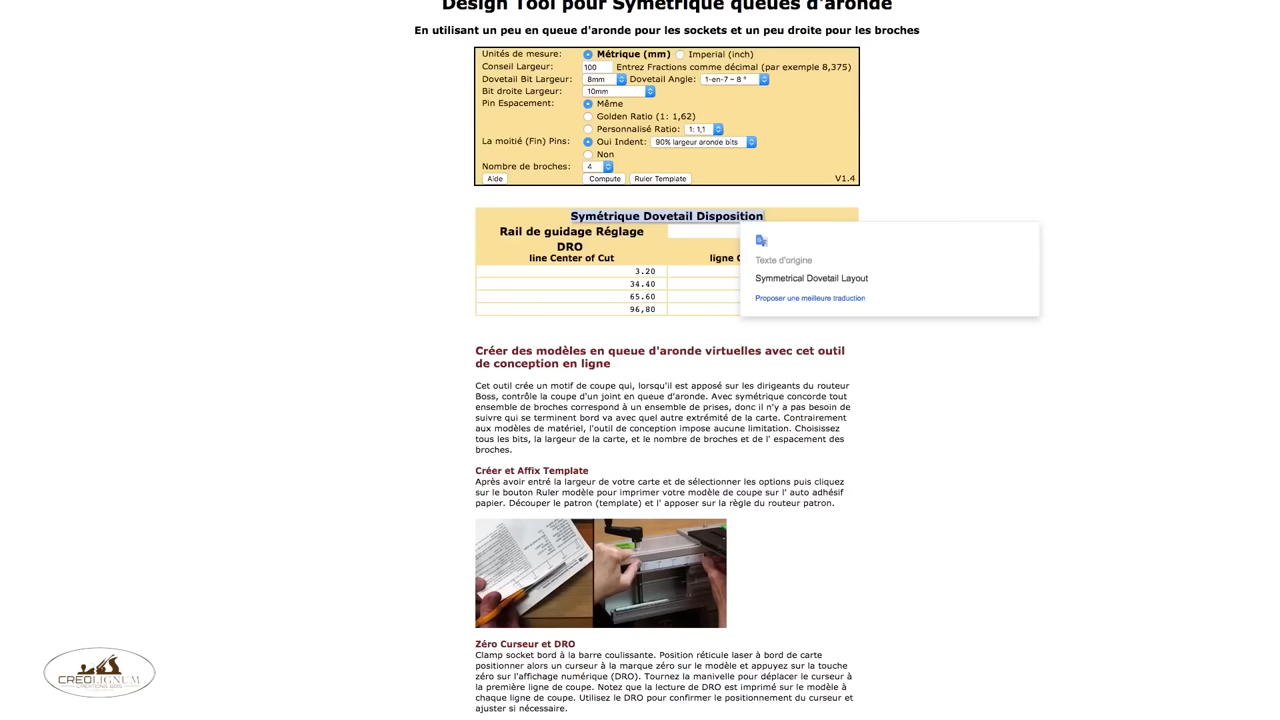 Design Tool pour Symétrique queues d'aronde
En utilisant un peu en queue d'aronde pour les sockets et un peu droite pour les broches
Unités de mesure: Métrique (mm) Imperial (inch)
Conseil Largeur: 100 Entrez Fractions comme décimal (par exemple 8,375)
Dovetail Bit Largeur: 8mm Dovetail Angle: 1-en-7 ~ 8 °
Bit droite Largeur: 10mm
Pin Espacement: Même
Golden Ratio (1: 1,62)
Personnalisé Ratio: 1: 1,1
La moitié (Fin) Pins: Oui Indent: 90% largeur aronde bits
Non
Nombre de broches: 4
Aide Compute Ruler Template V1.4
Symétrique Dovetail Disposition
Rail de guidage Réglage
DRO
line Center of Cut ligne
3.20
34.40
65.60
96,80
Texte d'origine
Symmetrical Dovetail Layout
Proposer une meilleure traduction
Créer des modèles en queue d'aronde virtuelles avec cet outil
de conception en ligne
Cet outil crée un motif de coupe qui, lorsqu'il est apposé sur les dirigeants du routeur
Boss, contrôle la coupe d'un joint en queue d'aronde. Avec symétrique concorde tout
ensemble de broches correspond à un ensemble de prises, donc il n'y a pas besoin de
suivre qui se terminent bord va avec quel autre extrémité de la carte. Contrairement
aux modèles de matériel, l'outil de conception impose aucune limitation. Choisissez
tous les bits, la largeur de la carte, et le nombre de broches et de l' espacement des
broches.
Créer et Affix Template
Après avoir entré la largeur de votre carte et de sélectionner les options puis cliquez
sur le bouton Ruler modèle pour imprimer votre modèle de coupe sur l' auto adhésif
papier. Découper le patron (template) et l' apposer sur la règle du routeur patron.
Zéro Curseur et DRO
Clamp socket bord à la barre coulissante. Position réticule laser à bord de carte
positionner alors un curseur à la marque zéro sur le modèle et appuyez sur la touche
zéro sur l'affichage numérique (DRO). Tournez la manivelle pour déplacer le curseur à
la première ligne de coupe. Notez que la lecture de DRO est imprimé sur le modèle à
chaque ligne de coupe. Utilisez le DRO pour confirmer le positionnement du curseur et
ajuster si nécessaire.
CREOLIGNUM
CREATIONS BOIS